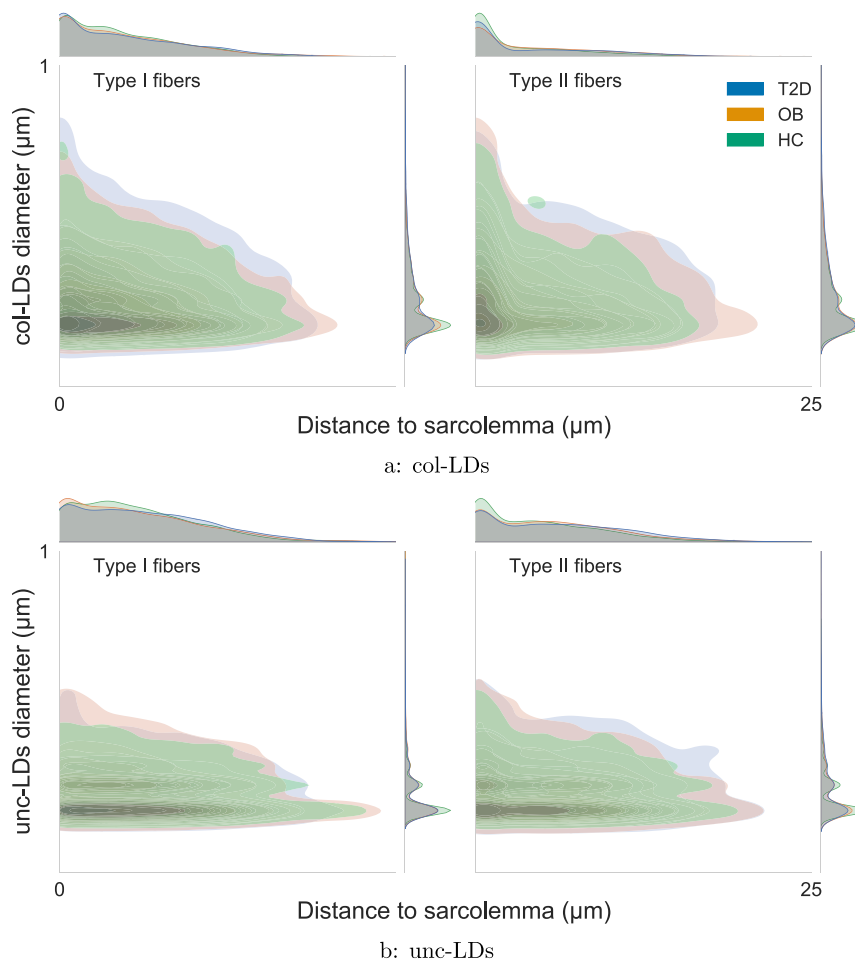 1
Type I fibers
Type II fibers
T2D
OB
HC
col-LDs diameter (μm)
0
25
Distance to sarcolemma (μm)
a: col-LDs
1
Type I fibers
Type II fibers
unc-LDs diameter (μm)
0
25
Distance to sarcolemma (μm)
b: unc-LDs